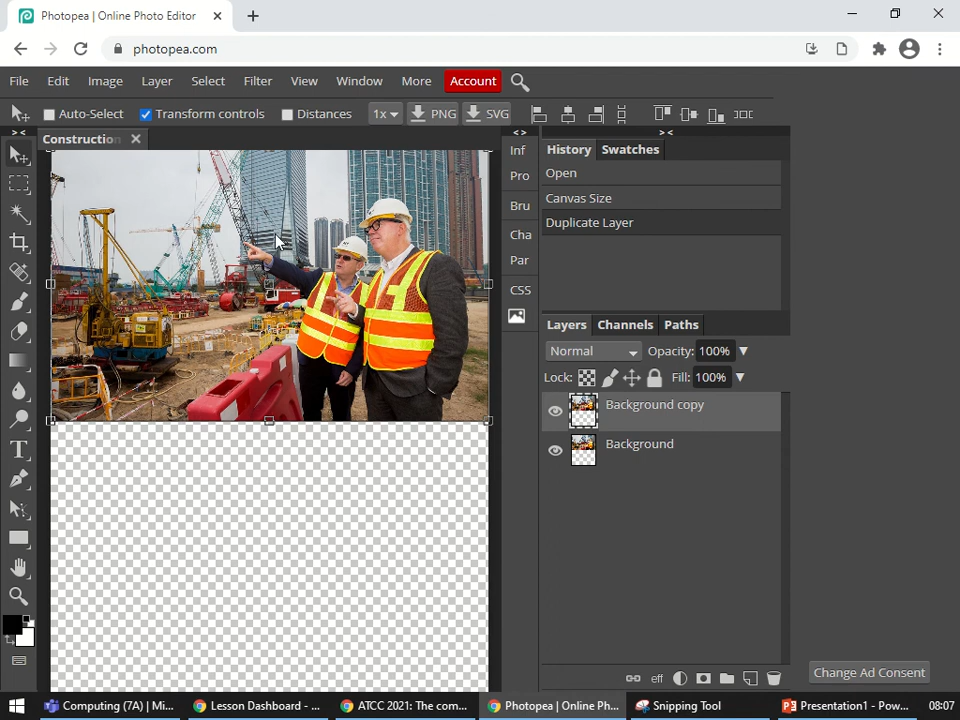 Photopea | Online Photo Editor
photopea.com
File Edit Image Layer Select Filter View Window More Account
Auto-Select Transform controls Distances 1x PNG SVG
Construction
> <
< >
> <
Inf
Pro
Bru
Cha
Par
CSS
History Swatches
Open
Canvas Size
Duplicate Layer
Layers Channels Paths
Normal Opacity: 100%
Lock: Fill: 100%
Background copy
Background
eff
Change Ad Consent
Computing (7A) | Mi... Lesson Dashboard - ... ATCC 2021: The com... Photopea | Online Ph... Snipping Tool Presentation1 - Pow... 08:07